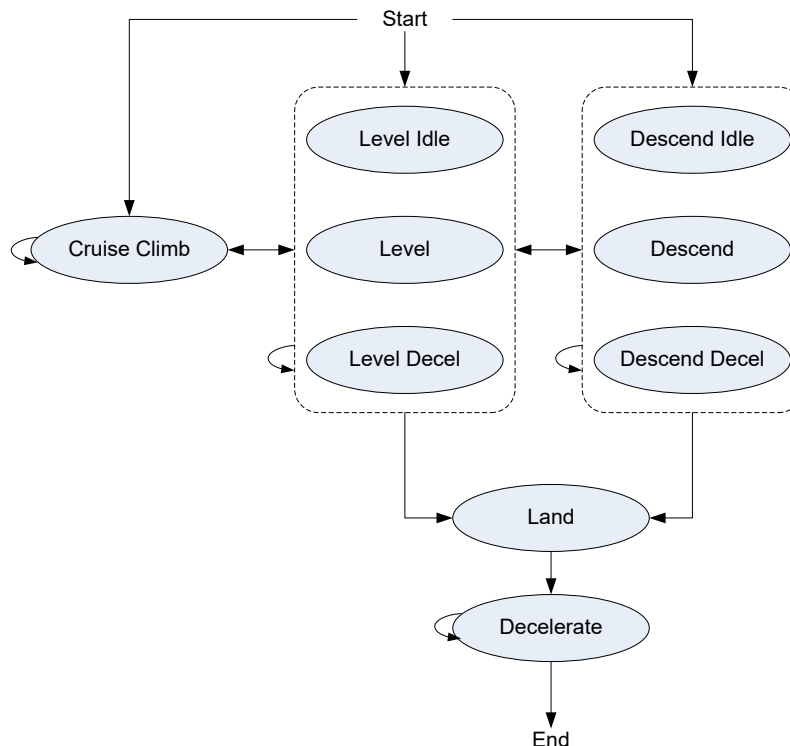 Start
Level Idle
Descend Idle
Cruise Climb
Level
Descend
Level Decel
Descend Decel
Land
Decelerate
End